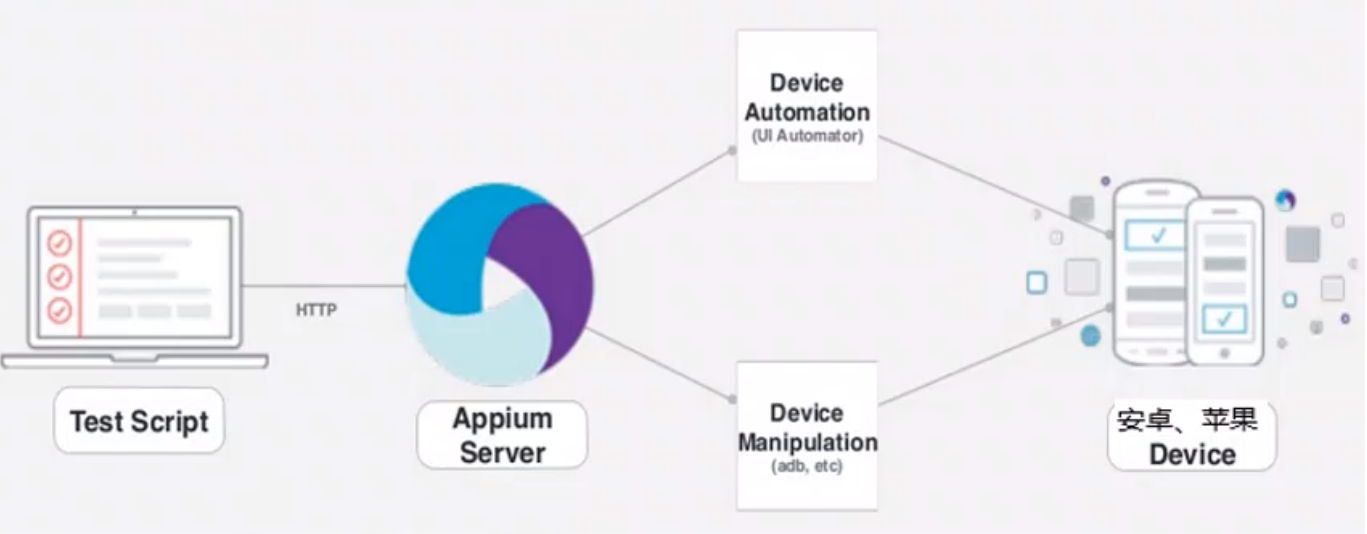 Test Script
HTTP
Appium
Server
Device
Automation
(UI Automator)
Device
Manipulation
(adb, etc)
安卓、苹果
Device